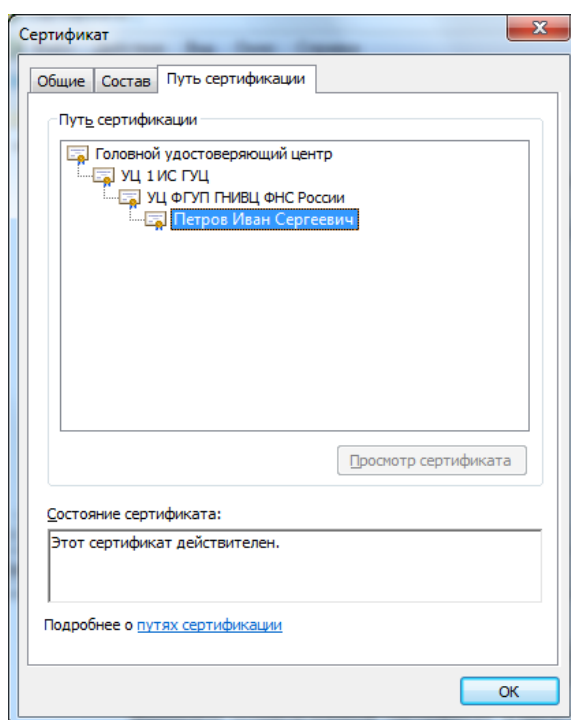 Сертификат
Общие Состав Путь сертификации
Путь сертификации
Головной удостоверяющий центр
УЦ 1 ИС ГУЦ
УЦ ФГУП ГНИВЦ ФНС России
Петров Иван Сергеевич
Просмотр сертификата
Состояние сертификата:
Этот сертификат действителен.
Подробнее о путях сертификации
ОК